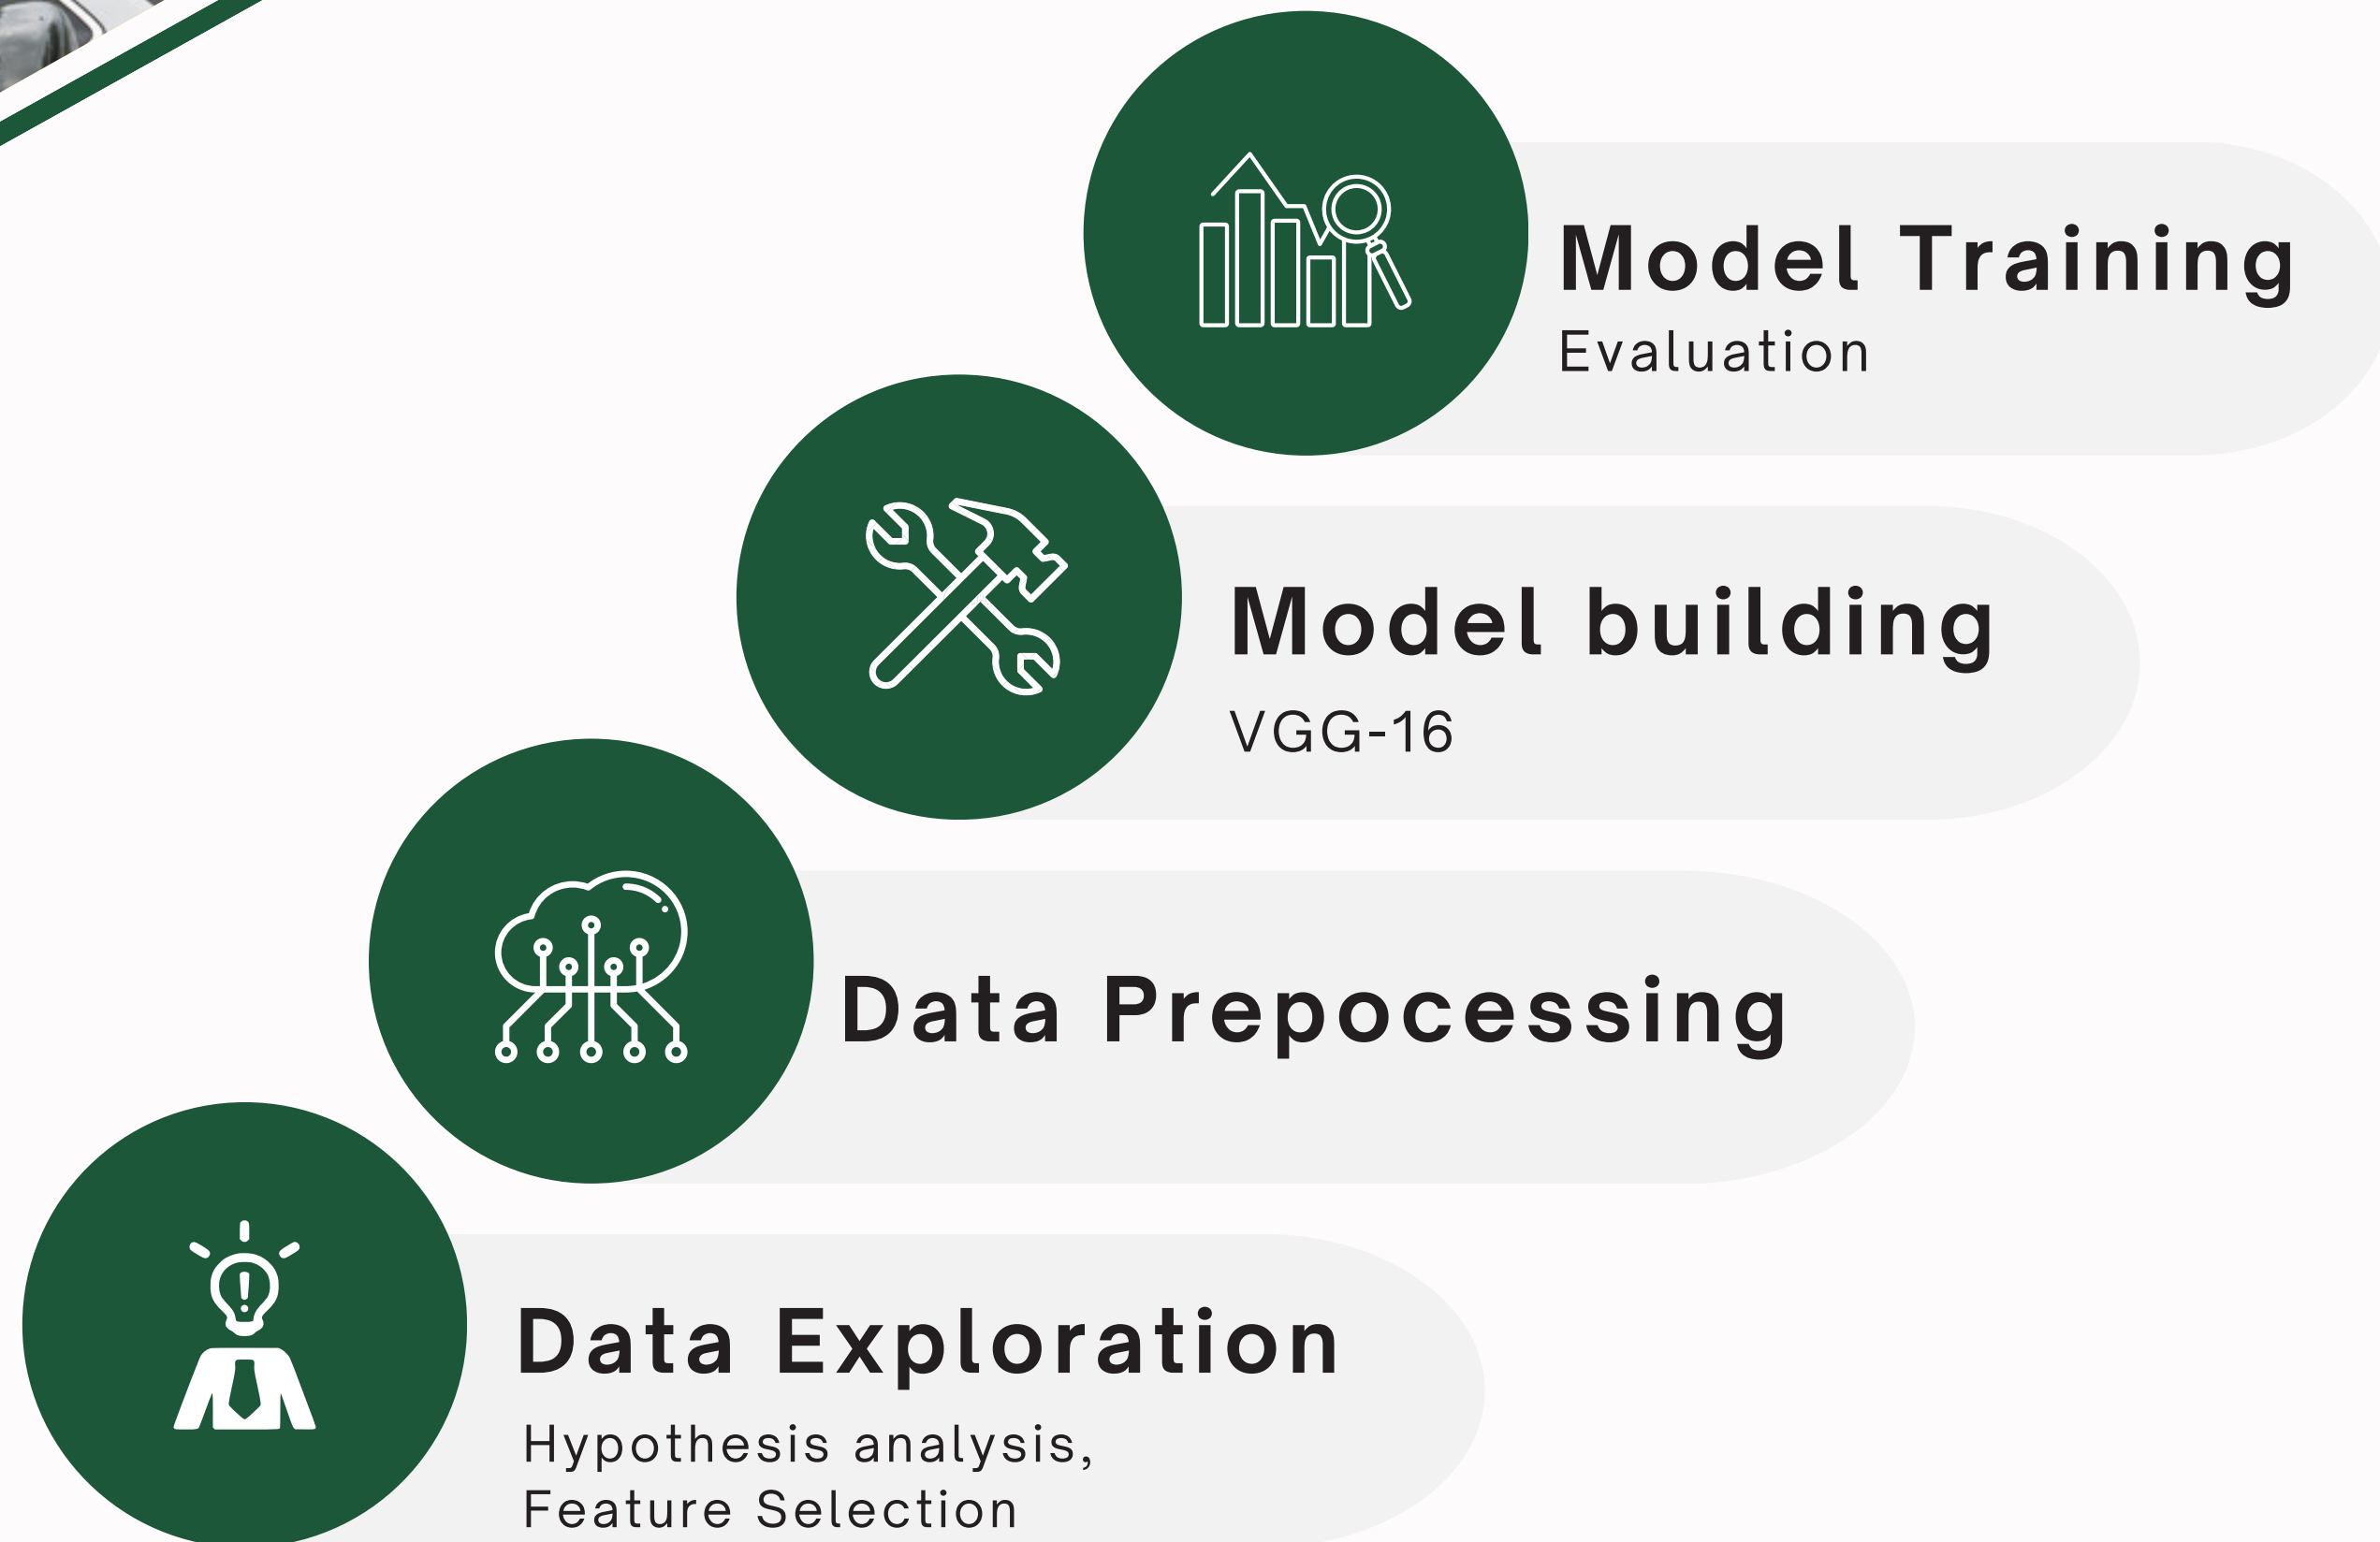 Model Training
Evaluation
Model building
VGG-16
Data Prepocessing
Data Exploration
Hypothesis analysis,
Feature Selection